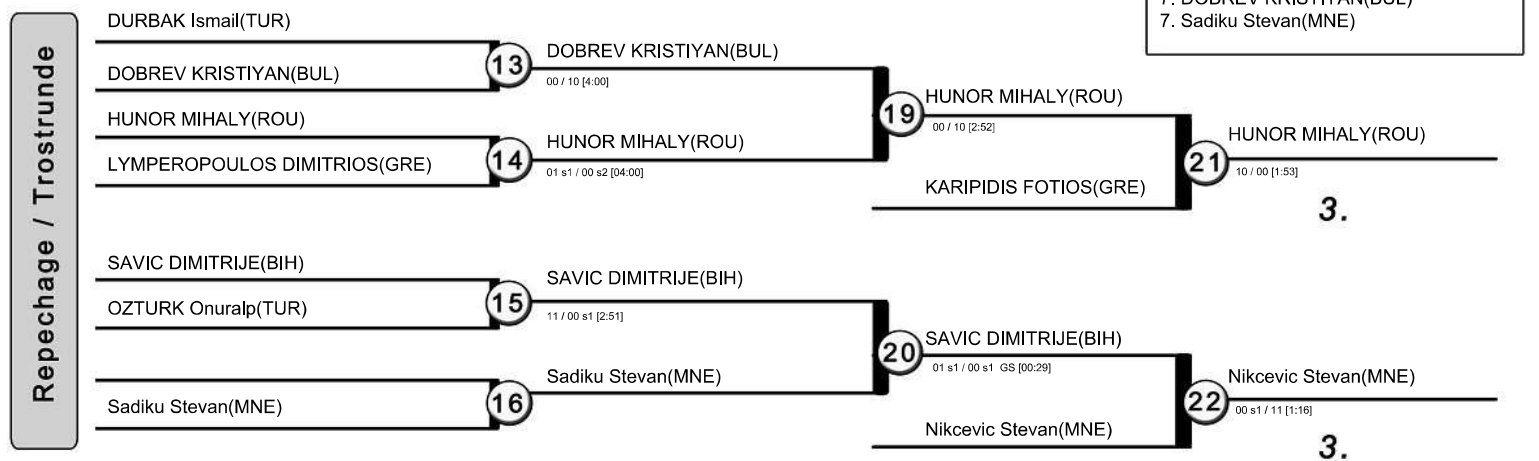 7. DOBREV KRISTIYAN(BUL)
7. Sadiku Stevan(MNE)
Repechage / Trostrunde
DURBAK Ismail(TUR)
DOBREV KRISTIYAN(BUL)
13
DOBREV KRISTIYAN(BUL)
00 / 10 [4:00]
HUNOR MIHALY(ROU)
LYMPEROPOULOS DIMITRIOS(GRE)
14
HUNOR MIHALY(ROU)
01 s1 / 00 s2 [04:00]
19
HUNOR MIHALY(ROU)
00 / 10 [2:52]
KARIPIDIS FOTIOS(GRE)
21
HUNOR MIHALY(ROU)
10 / 00 [1:53]
3.
SAVIC DIMITRIJE(BIH)
OZTURK Onuralp(TUR)
15
SAVIC DIMITRIJE(BIH)
11 / 00 s1 [2:51]
Sadiku Stevan(MNE)
16
Sadiku Stevan(MNE)
20
SAVIC DIMITRIJE(BIH)
01 s1 / 00 s1 GS [00:29]
Nikcevic Stevan(MNE)
22
Nikcevic Stevan(MNE)
00 s1 / 11 [1:16]
3.